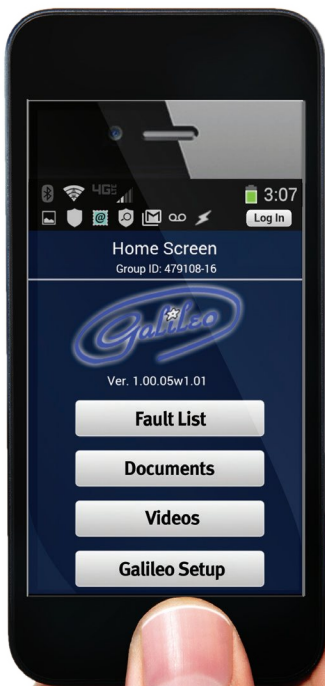 4GE
3:07
Log In
Home Screen
Group ID: 479108-16
Galileo
Ver. 1.00.05w1.01
Fault List
Documents
Videos
Galileo Setup